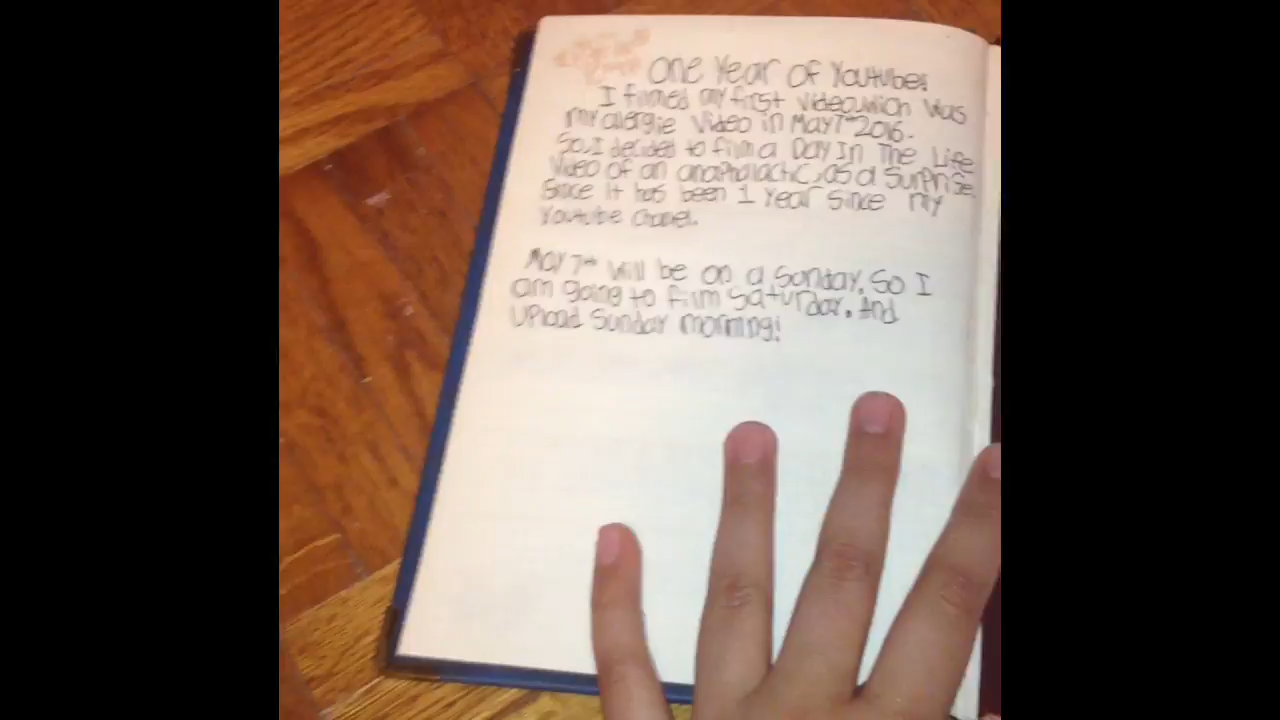 One Year of Youtube!
I filmed my first video, wich was
my allergie video in May 7th 2016.
So, I decided to film a Day In The Life
Video of an anapholactic, as a surprise,
Since it has been 1 year since my
Youtube chanel.
May 7th will be on a Sunday. So I
am going to film saturday. And
Upload Sunday morning!